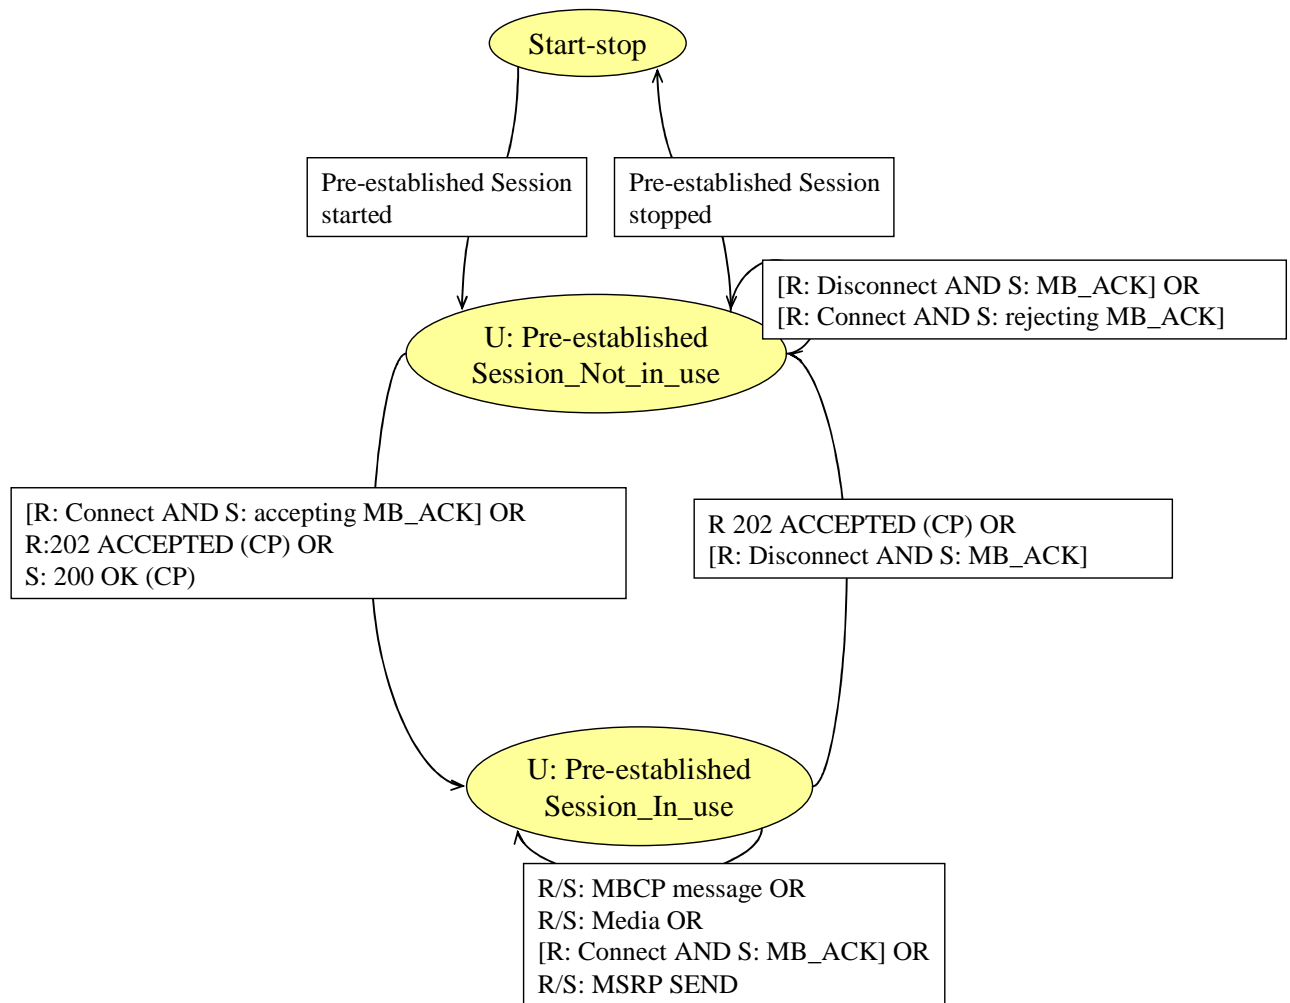 Start-stop
Pre-established Session
started
Pre-established Session
stopped
[R: Disconnect AND S: MB_ACK] OR
[R: Connect AND S: rejecting MB_ACK]
U: Pre-established
Session_Not_in_use
[R: Connect AND S: accepting MB_ACK] OR
R:202 ACCEPTED (CP) OR
S: 200 OK (CP)
R 202 ACCEPTED (CP) OR
[R: Disconnect AND S: MB_ACK]
U: Pre-established
Session_In_use
R/S: MBCP message OR
R/S: Media OR
[R: Connect AND S: MB_ACK] OR
R/S: MSRP SEND